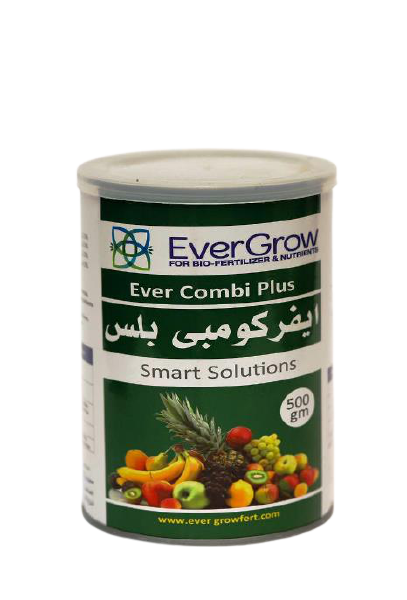 EverGrow
FOR BIO-FERTILIZER & NUTRIENTS
Ever Combi Plus
ايفركومبى بلس
Smart Solutions
500
gm
www.ever growfert.com